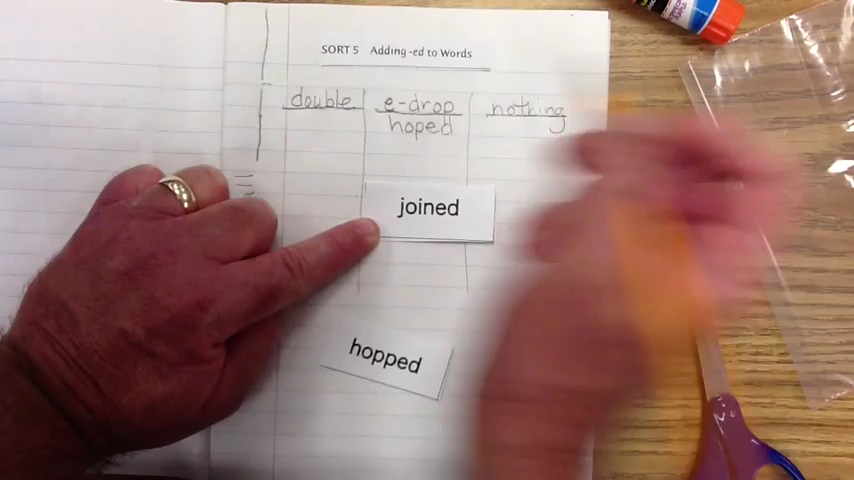 SORT 5 Adding -ed to Words
double e-drop nothing
hoped
joined
hopped